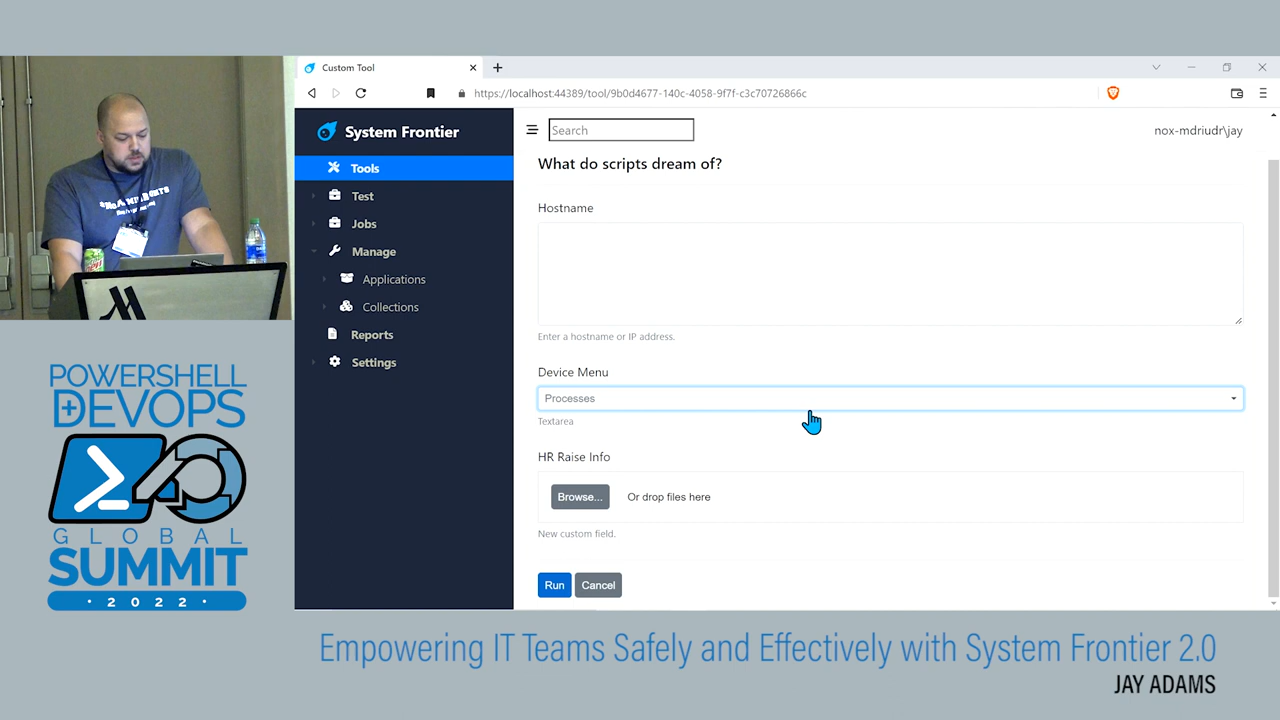 Custom Tool
https://localhost:44389/tool/9b0d4677-140c-4058-9f7f-c3c70726866c
System Frontier
Search
nox-mdriudr\jay
Tools
Test
Jobs
Manage
Applications
Collections
Reports
Settings
What do scripts dream of?
Hostname
Enter a hostname or IP address.
Device Menu
Processes
Textarea
HR Raise Info
Browse...
Or drop files here
New custom field.
Run
Cancel
POWERSHELL
+ DEVOPS
GLOBAL
SUMMIT
· 2022 ·
Empowering IT Teams Safely and Effectively with System Frontier 2.0
JAY ADAMS